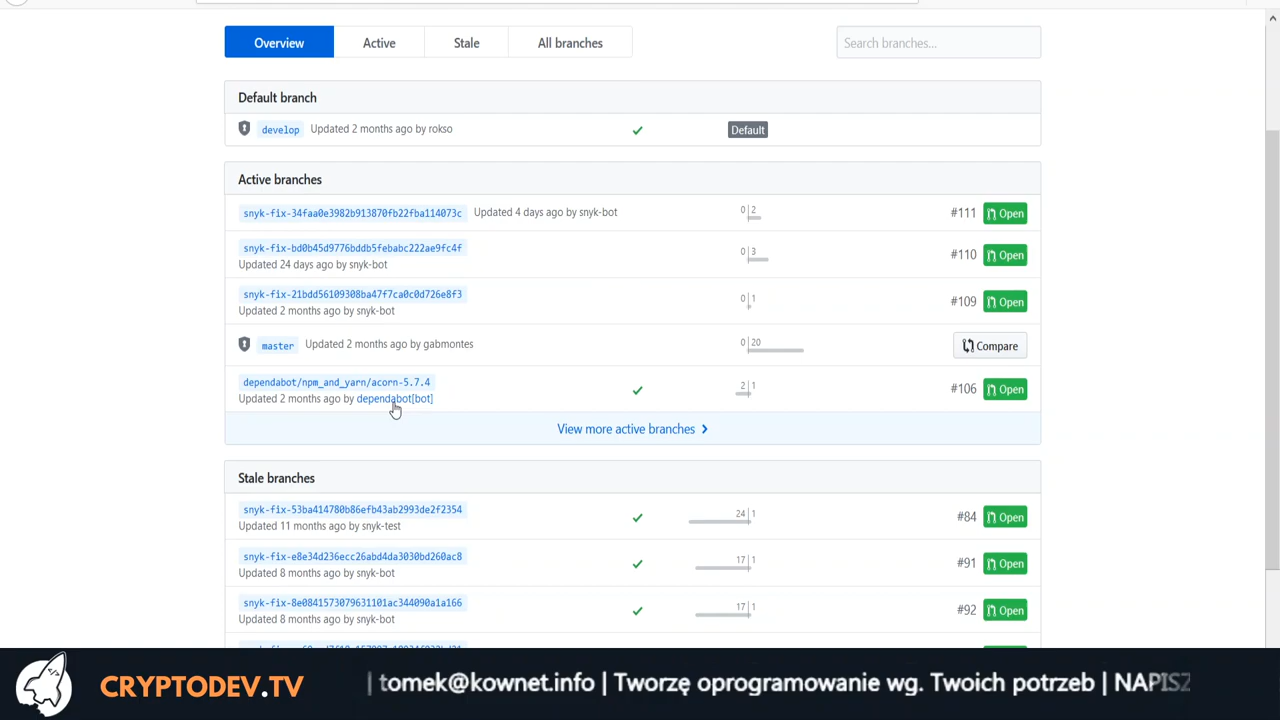 Overview Active Stale All branches Search branches...
Default branch
develop Updated 2 months ago by rokso Default
Active branches
snyk-fix-34faa0e3982b913870fb22fba114073c Updated 4 days ago by snyk-bot 0 2 #111 Open
snyk-fix-bd0b45d9776bddb5febabc222ae9fc4f 0 3 #110 Open
Updated 24 days ago by snyk-bot
snyk-fix-21bdd56109308ba47f7ca0c0d726e8f3 0 1 #109 Open
Updated 2 months ago by snyk-bot
master Updated 2 months ago by gabmontes 0 20 Compare
dependabot/npm_and_yarn/acorn-5.7.4 2 1 #106 Open
Updated 2 months ago by dependabot[bot]
View more active branches
Stale branches
snyk-fix-53ba414780b86efb43ab2993de2f2354 24 1 #84 Open
Updated 11 months ago by snyk-test
snyk-fix-e8e34d236ecc26abd4da3030bd260ac8 17 1 #91 Open
Updated 8 months ago by snyk-bot
snyk-fix-8e0841573079631101ac344090a1a166 17 1 #92 Open
Updated 8 months ago by snyk-bot
CRYPTODEV.TV | tomek@kownet.info | Tworzę oprogramowanie wg. Twoich potrzeb | NAPISZ